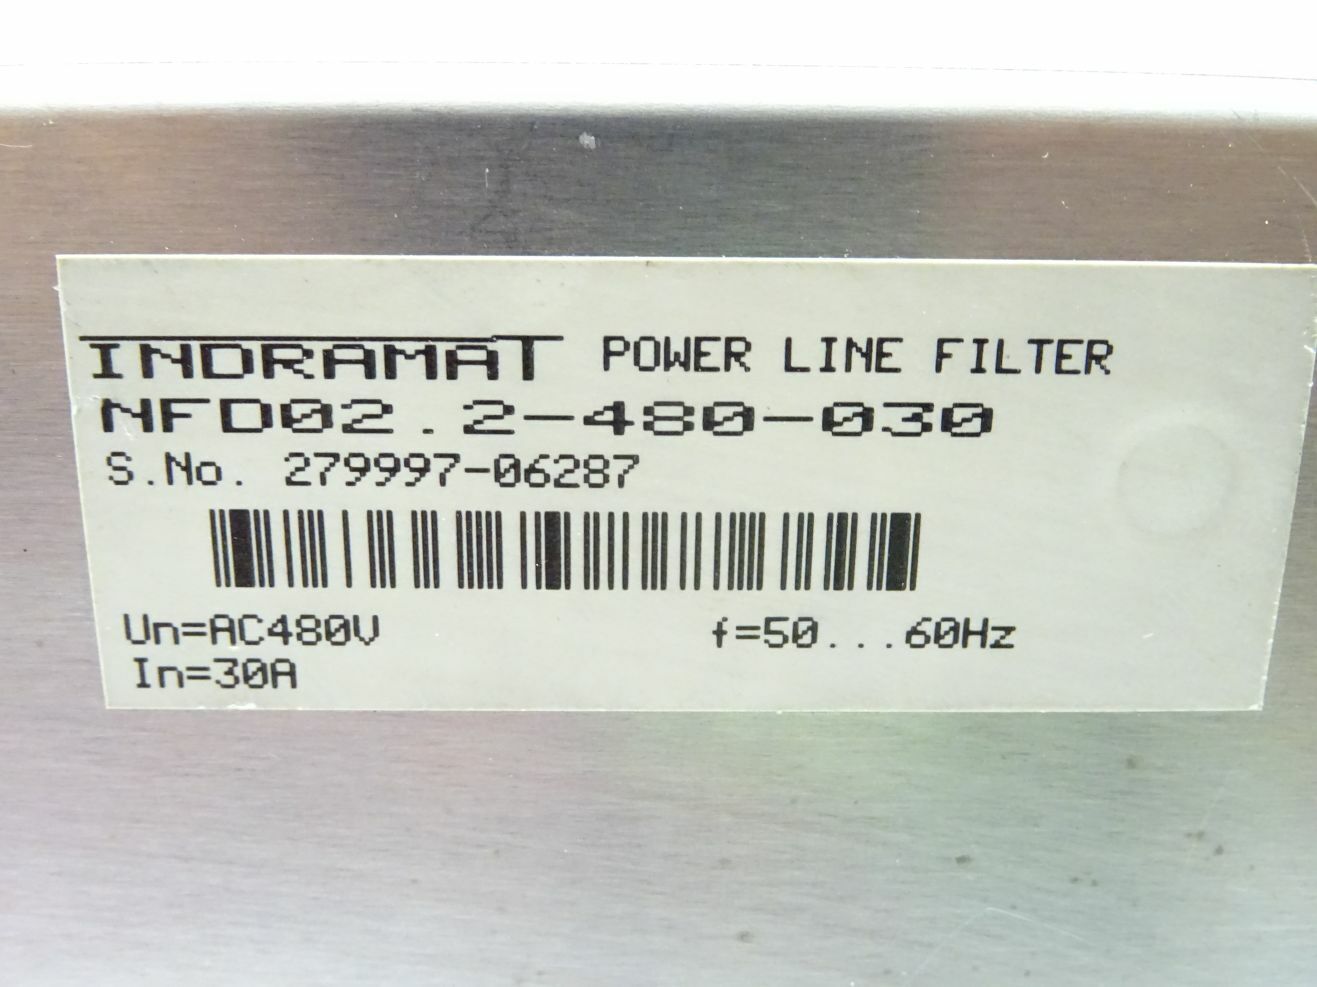 INDRAMAT POWER LINE FILTER
NFD02.2-480-030
S.No. 279997-06287
Un=AC480V f=50...60Hz
In=30A